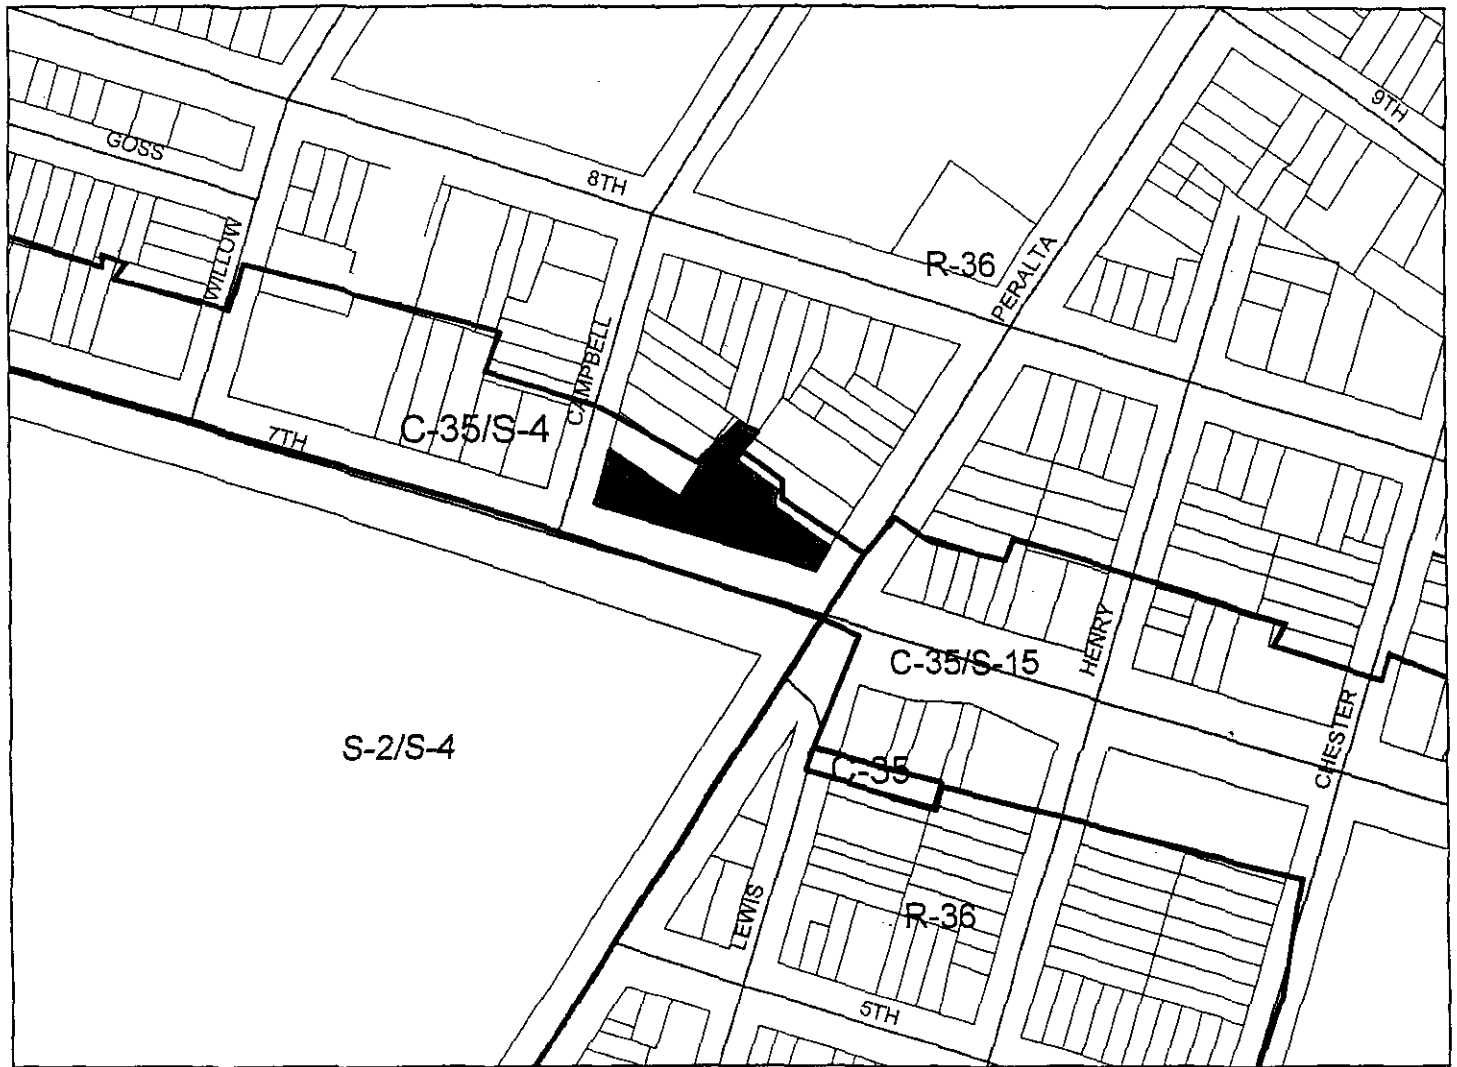 9TH
GOSS
8TH
WILLOW
R-36
PERALTA
CAMPBELL
C-35/S-4
7TH
HENRY
C-35/S-15
CHESTER
S-2/S-4
C-35
LEWIS
R-36
5TH